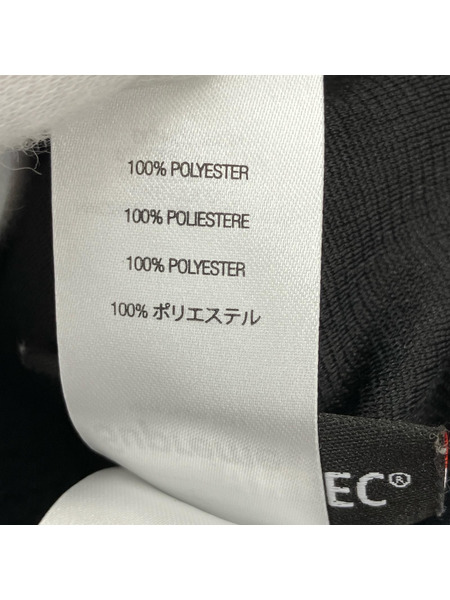 100% POLYESTER
100% POLIESTERE
100% POLYESTER
100% ポリエステル
EC®